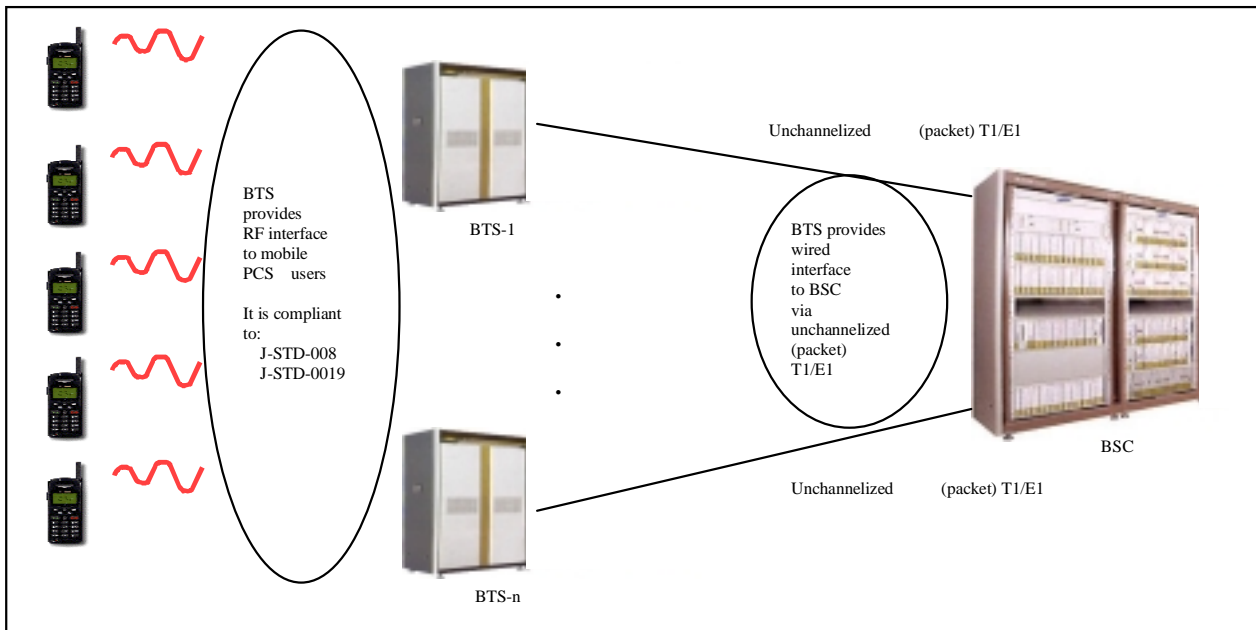 Unchannelized (packet) T1/E1
BTS
provides
RF interface
to mobile
PCS users
It is compliant
to:
J-STD-008
J-STD-0019
BTS-1
BTS provides
wired
interface
to BSC
via
unchannelized
(packet)
T1/E1
BSC
Unchannelized (packet) T1/E1
BTS-n